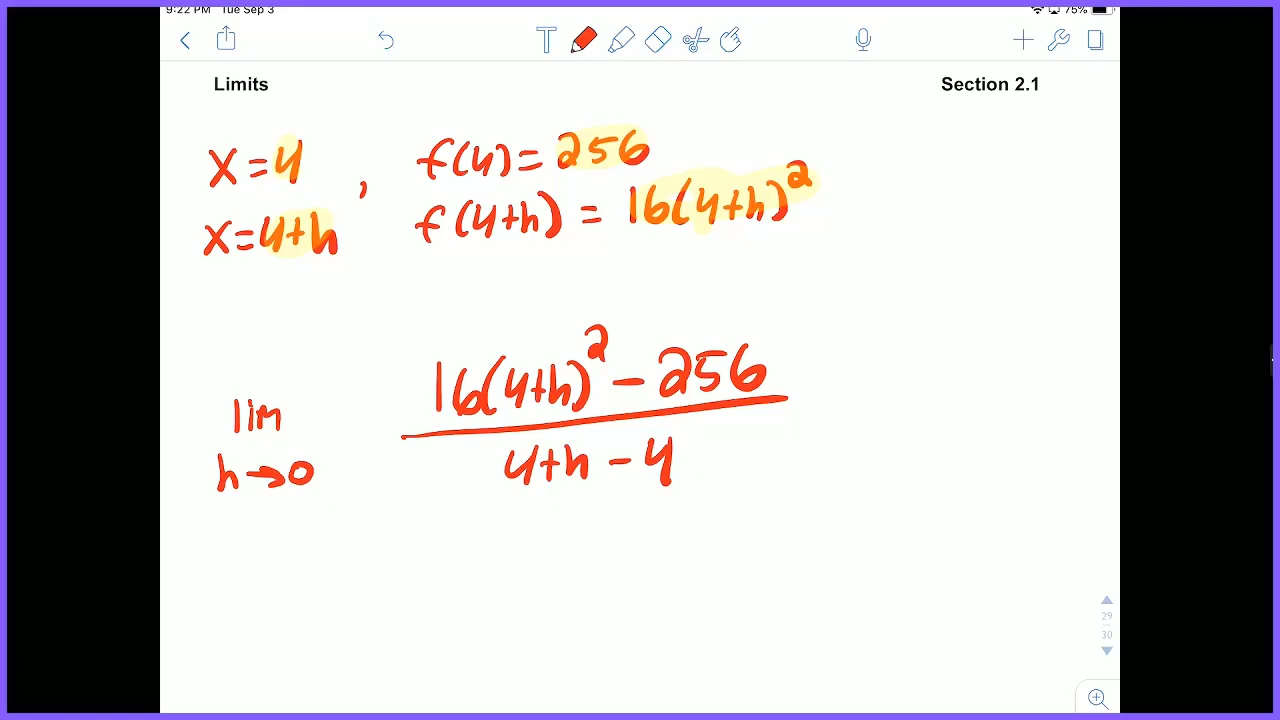 9:22 PM Tue Sep 3 75%
Limits Section 2.1
x = 4 , f(4) = 256
x = 4+h f(4+h) = 16(4+h)²
16(4+h)² − 256
lim
h→0 4+h − 4
29
30